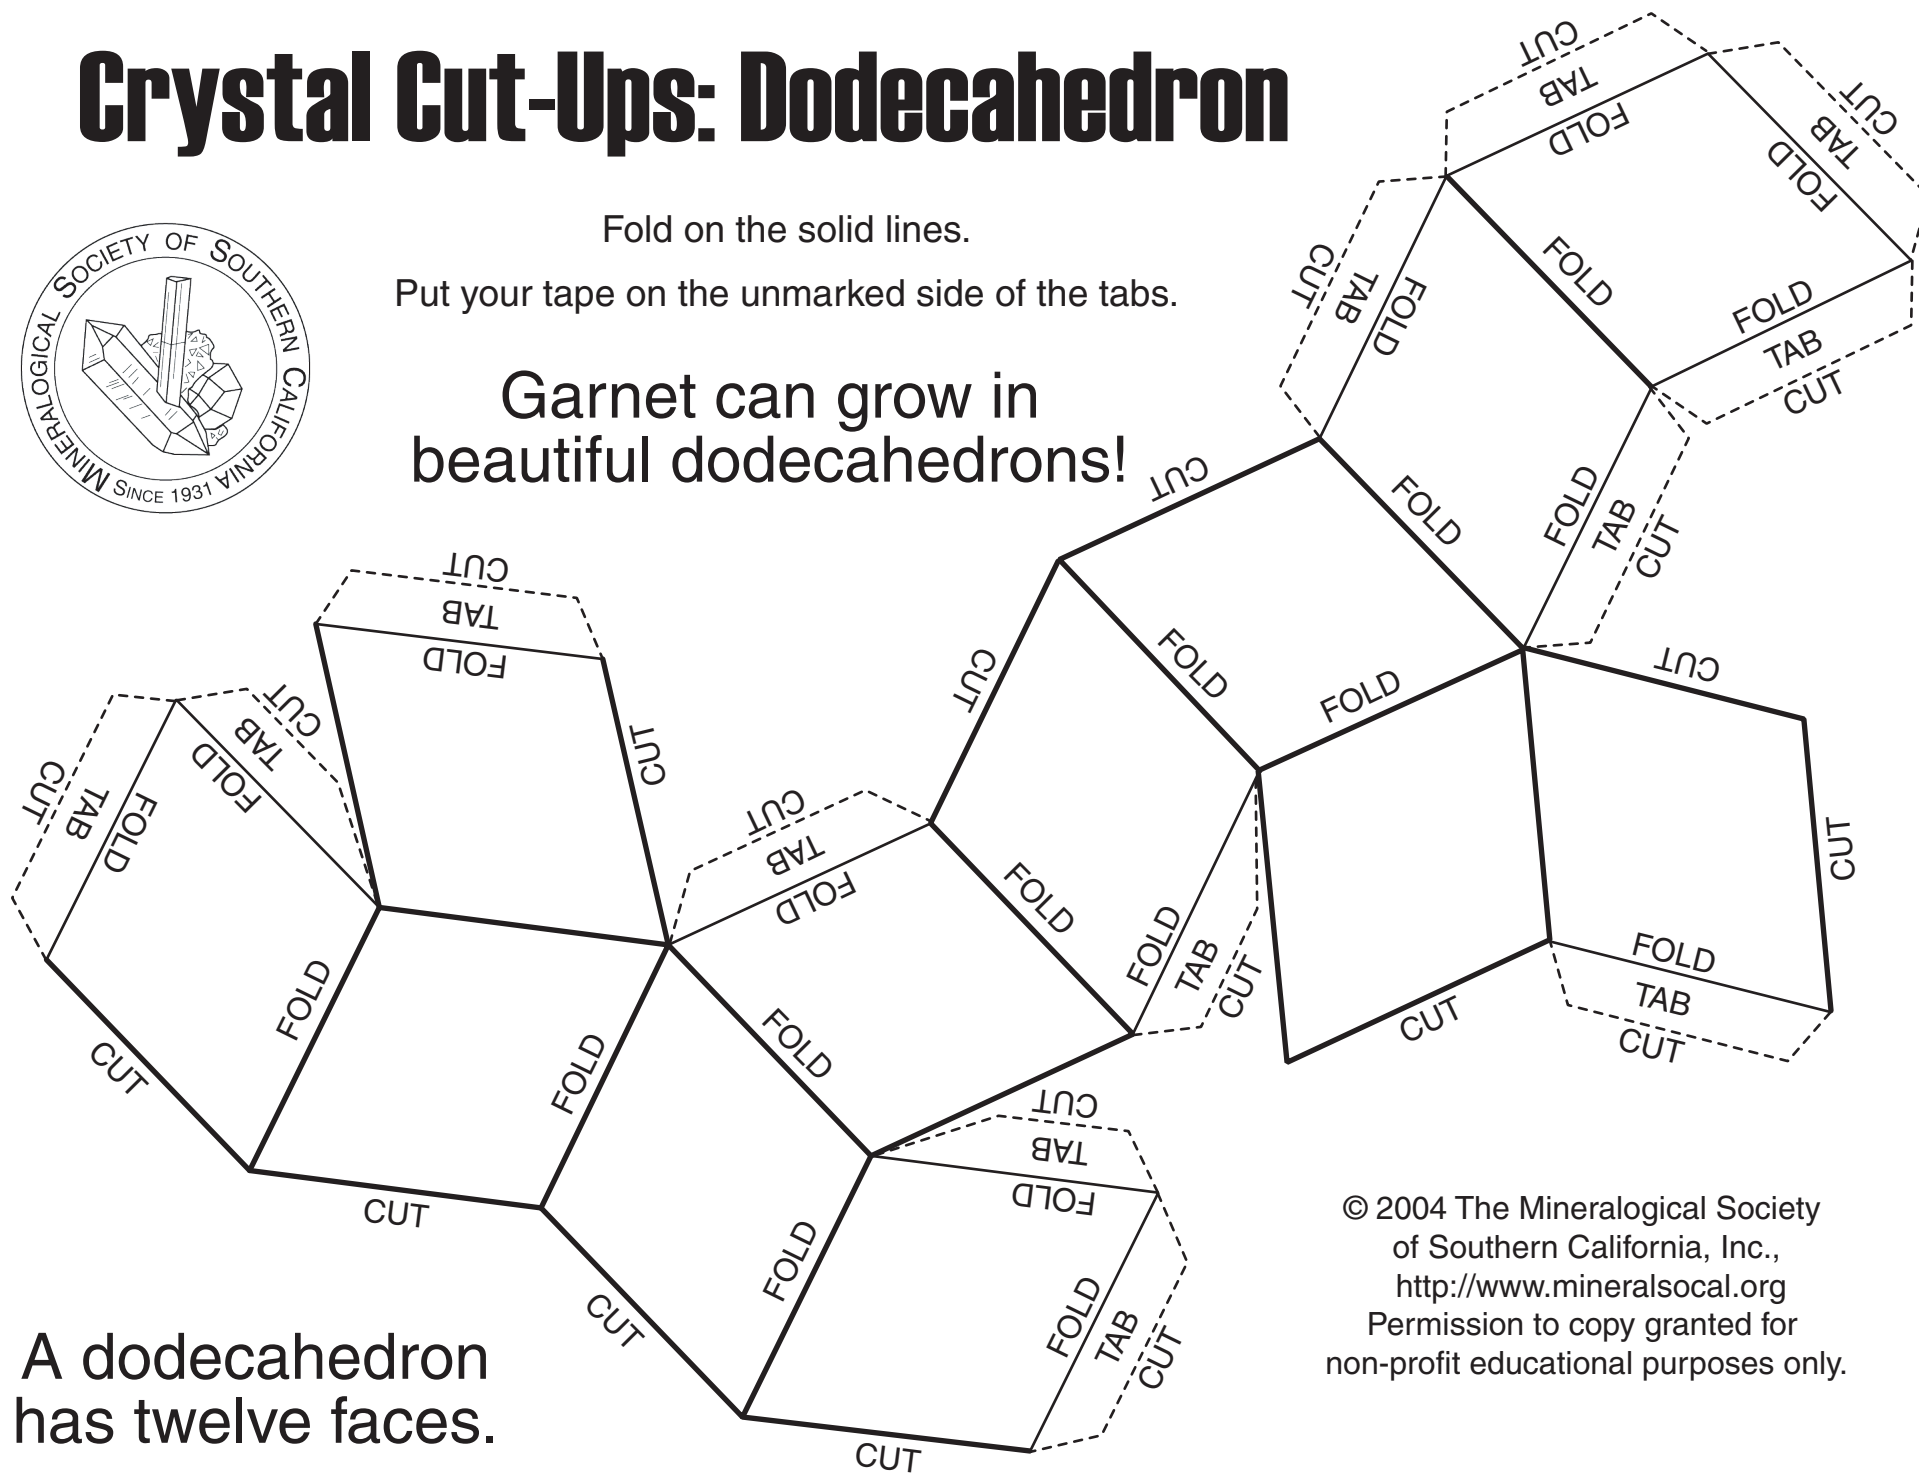 Crystal Cut-Ups: Dodecahedron
Fold on the solid lines.
Put your tape on the unmarked side of the tabs.
Garnet can grow in
beautiful dodecahedrons!
MINERALOGICAL SOCIETY OF SOUTHERN CALIFORNIA
SINCE 1931
CUT
TAB
FOLD
CUT
TAB
FOLD
CUT
TAB
FOLD
FOLD
FOLD
TAB
CUT
CUT
FOLD
FOLD
TAB
CUT
CUT
TAB
FOLD
CUT
TAB
FOLD
CUT
TAB
FOLD
CUT
CUT
FOLD
FOLD
CUT
CUT
TAB
FOLD
FOLD
FOLD
TAB
CUT
CUT
FOLD
TAB
CUT
CUT
FOLD
FOLD
FOLD
CUT
CUT
TAB
FOLD
CUT
CUT
FOLD
FOLD
TAB
CUT
CUT
© 2004 The Mineralogical Society
of Southern California, Inc.,
http://www.mineralsocal.org
Permission to copy granted for
non-profit educational purposes only.
A dodecahedron
has twelve faces.